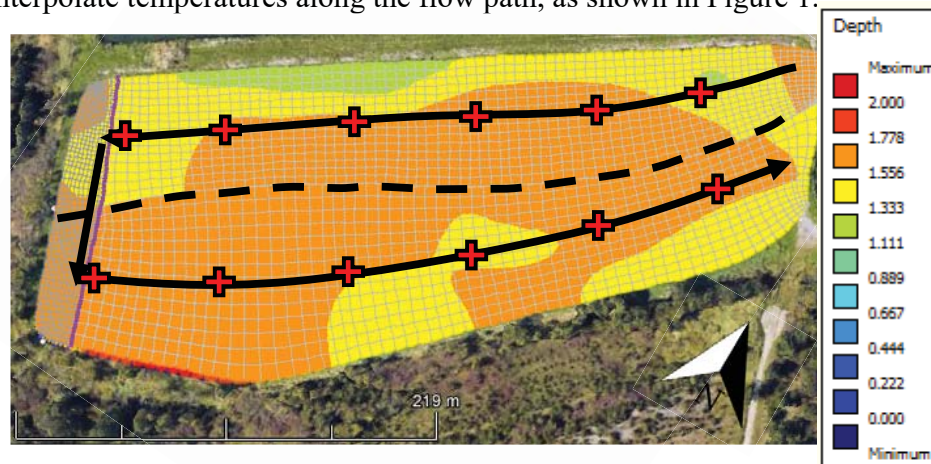 nterpolate temperatures along the flow path, as shown in Figure 1.
Depth
Maximum
2.000
1.778
1.556
1.333
1.111
0.889
0.667
0.444
0.222
0.000
Minimum
219 m
N